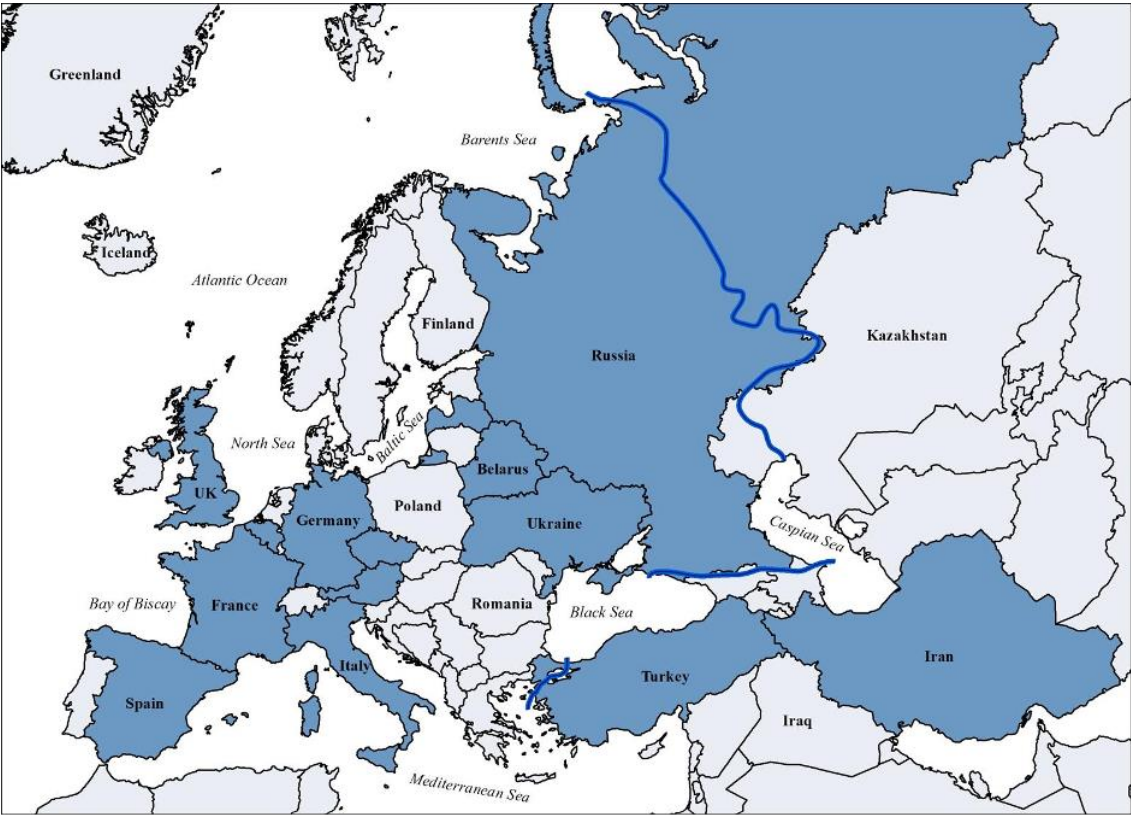 Greenland
Barents Sea
Iceland
Atlantic Ocean
Finland
Kazakhstan
Russia
North Sea
Baltic Sea
Belarus
UK
Poland
Germany
Ukraine
Caspian Sea
Bay of Biscay
France
Romania
Black Sea
Italy
Turkey
Iran
Spain
Iraq
Mediterranean Sea